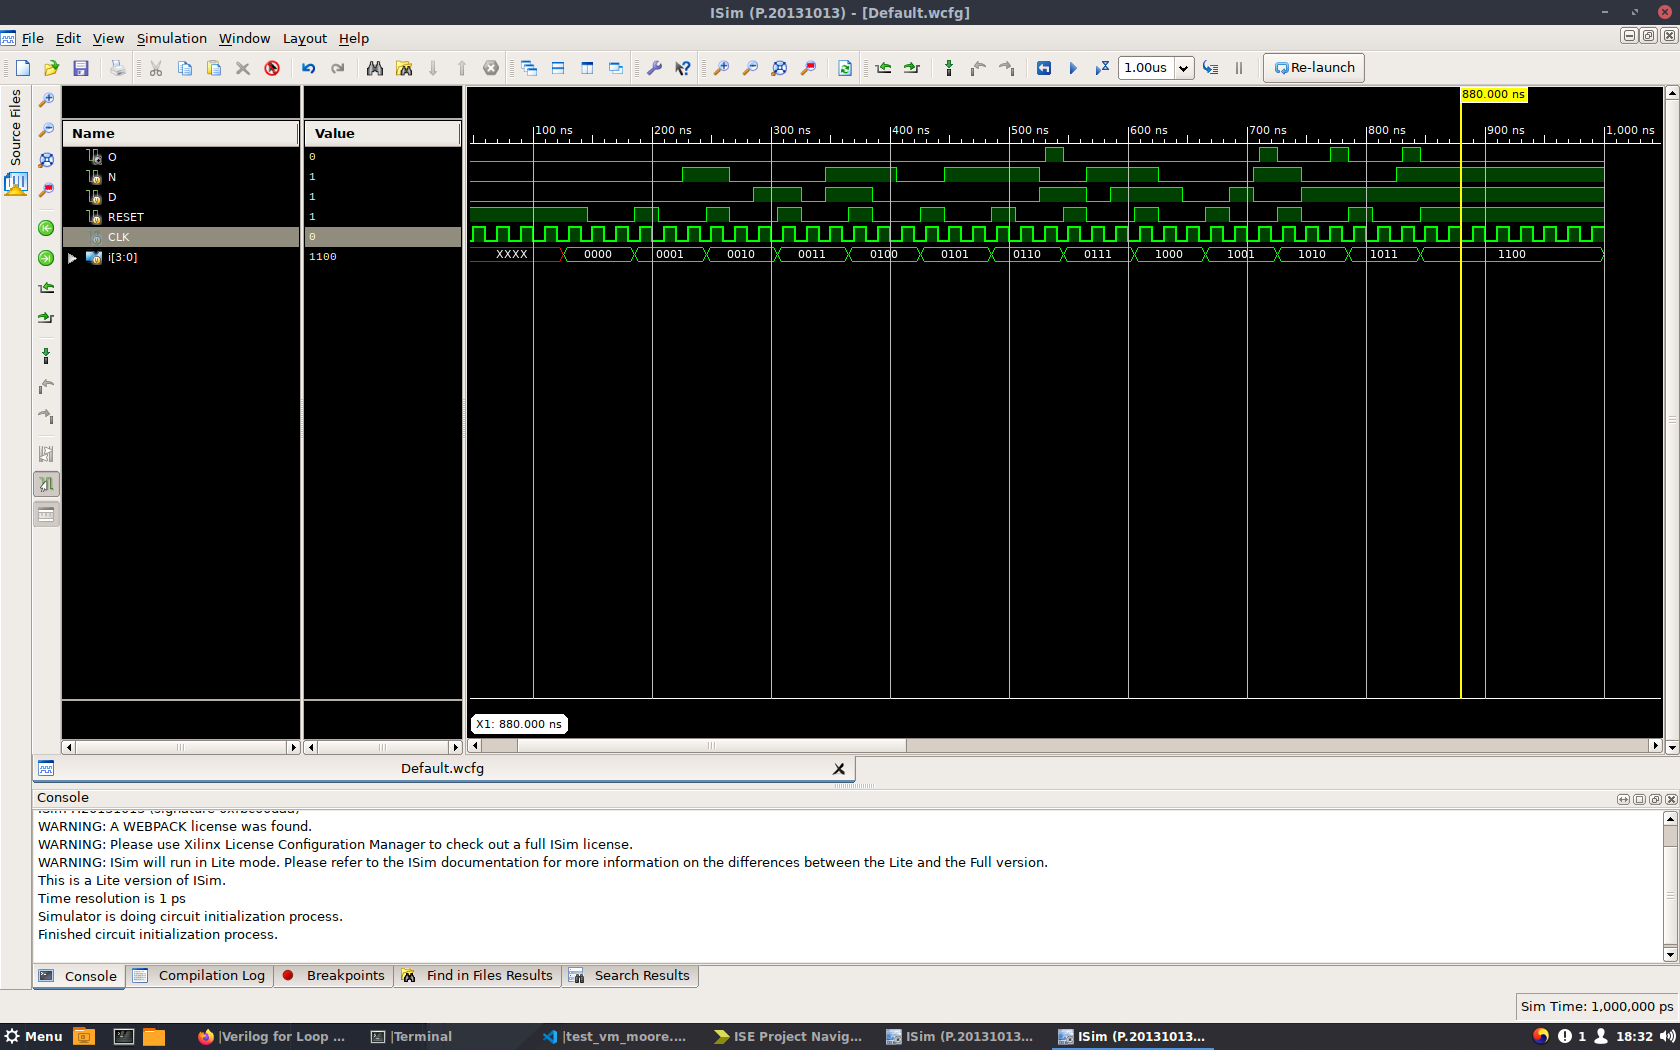 ISim (P.20131013) - [Default.wcfg]
File Edit View Simulation Window Layout Help
1.00us
Re-launch
Source Files
880.000 ns
Name Value
100 ns 200 ns 300 ns 400 ns 500 ns 600 ns 700 ns 800 ns 900 ns 1,000 ns
O 0
N 1
D 1
RESET 1
CLK 0
i[3:0] 1100
XXXX 0000 0001 0010 0011 0100 0101 0110 0111 1000 1001 1010 1011 1100
X1: 880.000 ns
Default.wcfg
Console
WARNING: A WEBPACK license was found.
WARNING: Please use Xilinx License Configuration Manager to check out a full ISim license.
WARNING: ISim will run in Lite mode. Please refer to the ISim documentation for more information on the differences between the Lite and the Full version.
This is a Lite version of ISim.
Time resolution is 1 ps
Simulator is doing circuit initialization process.
Finished circuit initialization process.
Console Compilation Log Breakpoints Find in Files Results Search Results
Sim Time: 1,000,000 ps
Menu |Verilog for Loop ... |Terminal |test_vm_moore.... ISE Project Navig... ISim (P.20131013... ISim (P.20131013... 1 18:32